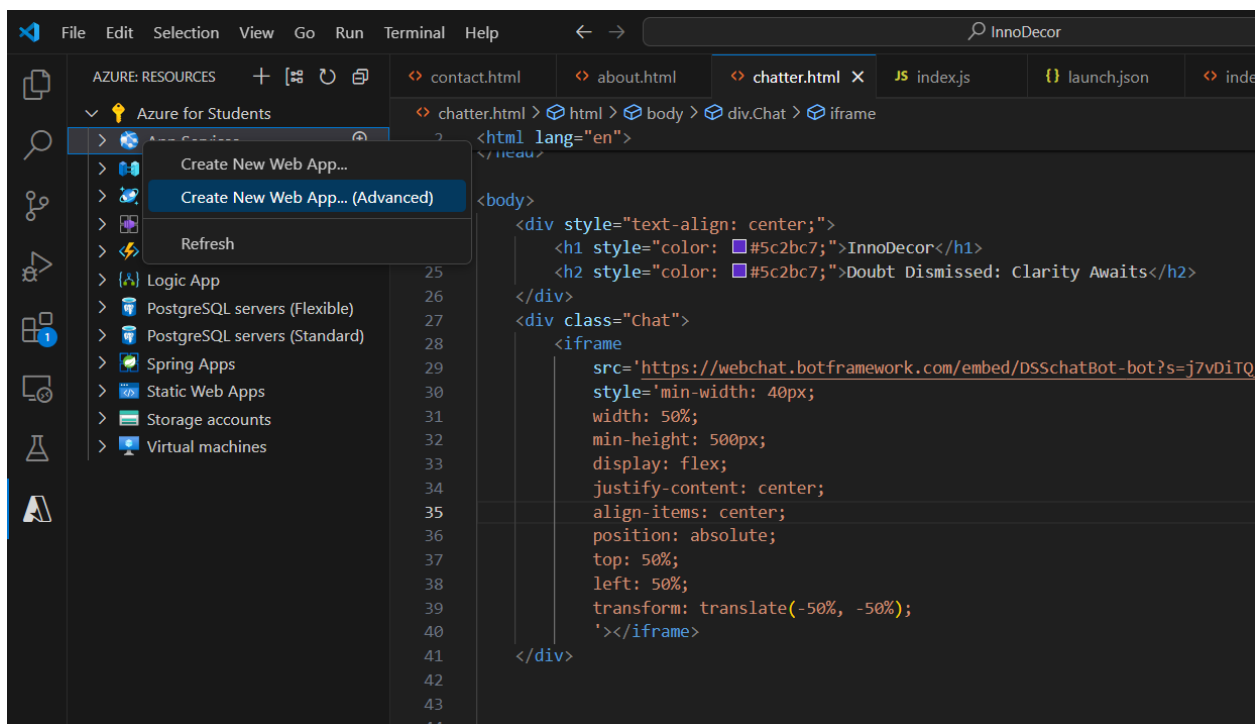 File Edit Selection View Go Run Terminal Help
InnoDecor
AZURE: RESOURCES
contact.html
about.html
chatter.html
JS index.js
{} launch.json
inde
Azure for Students
chatter.html > html > body > div.Chat > iframe
App Services
2 <html lang="en">
</head>
Create New Web App...
Create New Web App... (Advanced)
Refresh
Logic App
PostgreSQL servers (Flexible)
PostgreSQL servers (Standard)
Spring Apps
Static Web Apps
Storage accounts
Virtual machines
1
<body>
<div style="text-align: center;">
<h1 style="color: #5c2bc7;">InnoDecor</h1>
25 <h2 style="color: #5c2bc7;">Doubt Dismissed: Clarity Awaits</h2>
26 </div>
27 <div class="Chat">
28 <iframe
29 src='https://webchat.botframework.com/embed/DSSchatBot-bot?s=j7vDiTQ
30 style='min-width: 40px;
31 width: 50%;
32 min-height: 500px;
33 display: flex;
34 justify-content: center;
35 align-items: center;
36 position: absolute;
37 top: 50%;
38 left: 50%;
39 transform: translate(-50%, -50%);
40 '></iframe>
41 </div>
42
43